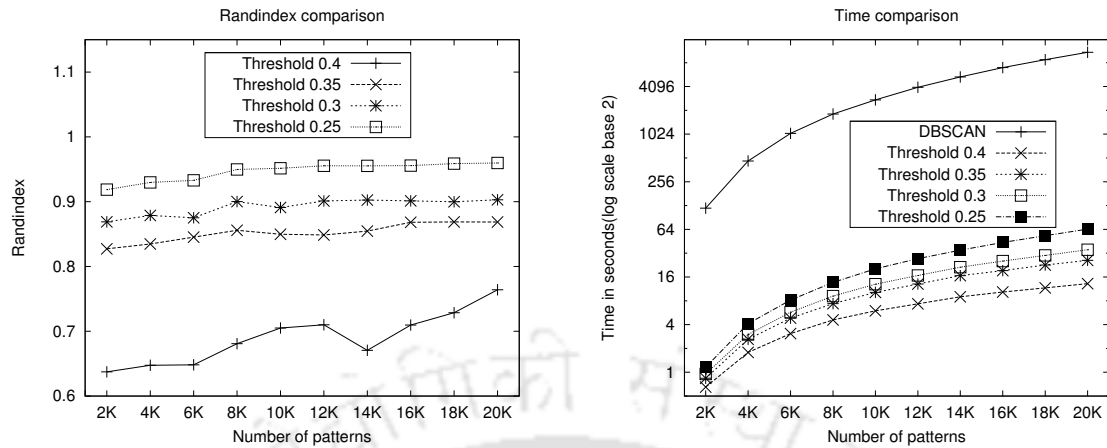 Randindex comparison
1.1
1
0.9
0.8
0.7
0.6
Randindex
Threshold 0.4
Threshold 0.35
Threshold 0.3
Threshold 0.25
2K 4K 6K 8K 10K 12K 14K 16K 18K 20K
Number of patterns
Time comparison
4096
1024
256
64
16
4
1
Time in seconds(log scale base 2)
DBSCAN
Threshold 0.4
Threshold 0.35
Threshold 0.3
Threshold 0.25
2K 4K 6K 8K 10K 12K 14K 16K 18K 20K
Number of patterns